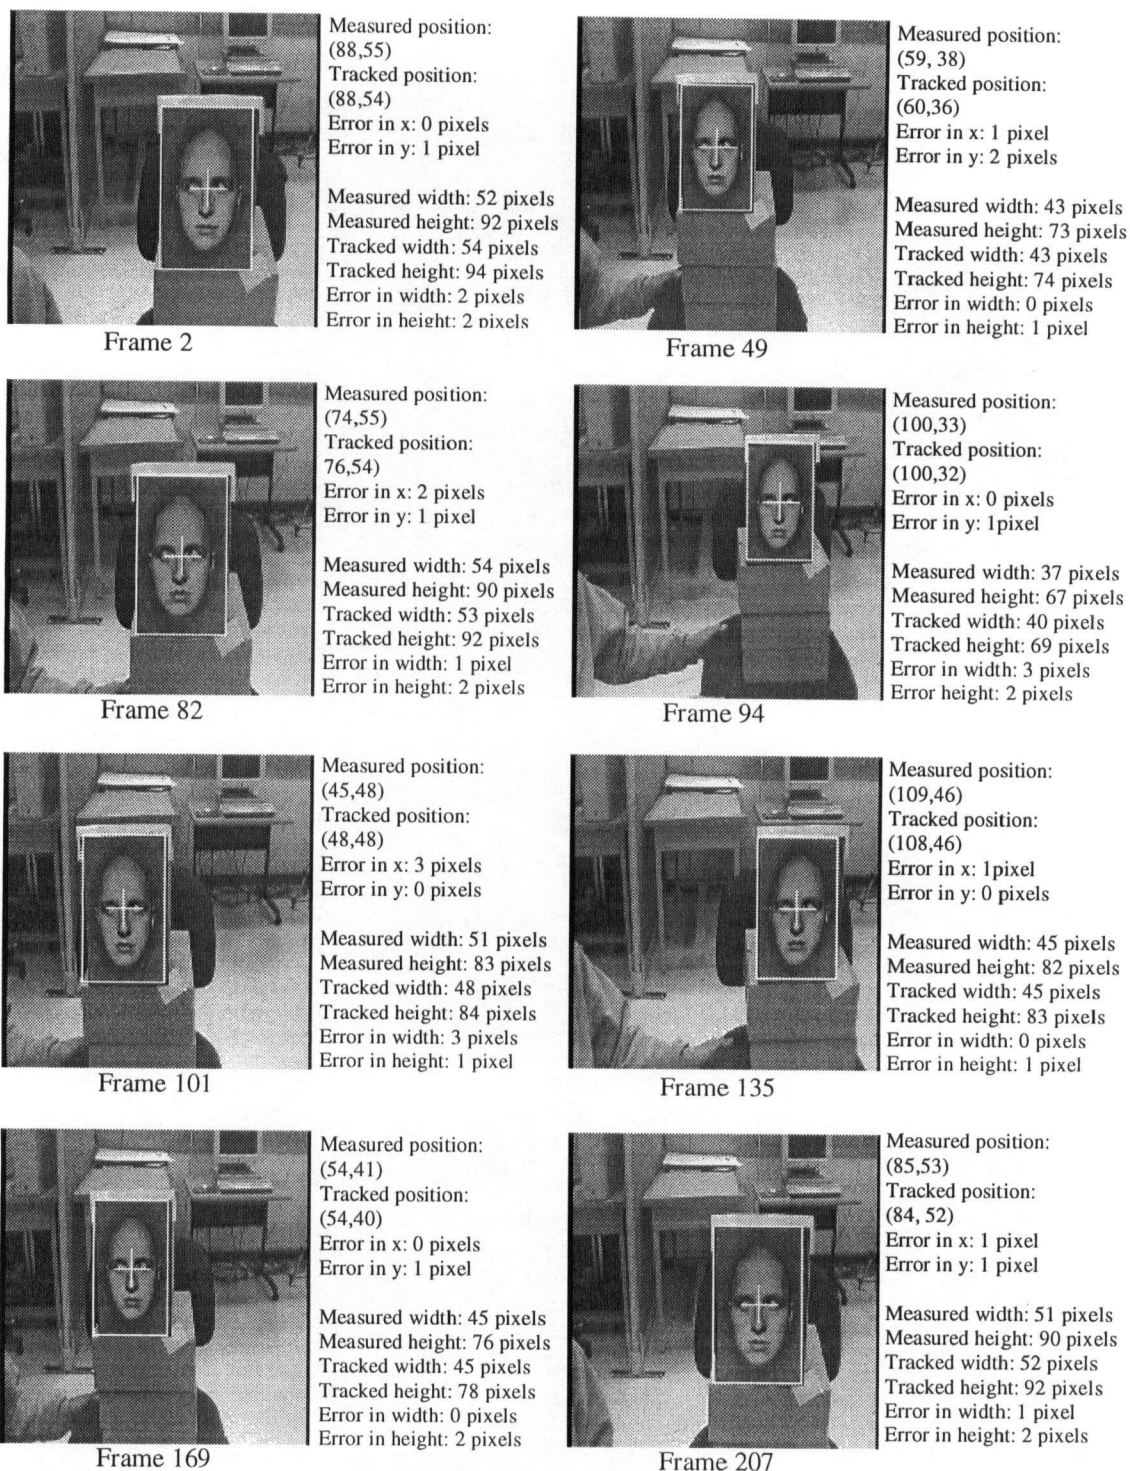 Measured position:
(88,55)
Tracked position:
(88,54)
Error in x: 0 pixels
Error in y: 1 pixel
Measured width: 52 pixels
Measured height: 92 pixels
Tracked width: 54 pixels
Tracked height: 94 pixels
Error in width: 2 pixels
Error in height: 2 pixels
Frame 2
Measured position:
(59, 38)
Tracked position:
(60,36)
Error in x: 1 pixel
Error in y: 2 pixels
Measured width: 43 pixels
Measured height: 73 pixels
Tracked width: 43 pixels
Tracked height: 74 pixels
Error in width: 0 pixels
Error in height: 1 pixel
Frame 49
Measured position:
(74,55)
Tracked position:
76,54)
Error in x: 2 pixels
Error in y: 1 pixel
Measured width: 54 pixels
Measured height: 90 pixels
Tracked width: 53 pixels
Tracked height: 92 pixels
Error in width: 1 pixel
Error in height: 2 pixels
Frame 82
Measured position:
(100,33)
Tracked position:
(100,32)
Error in x: 0 pixels
Error in y: 1pixel
Measured width: 37 pixels
Measured height: 67 pixels
Tracked width: 40 pixels
Tracked height: 69 pixels
Error in width: 3 pixels
Error height: 2 pixels
Frame 94
Measured position:
(45,48)
Tracked position:
(48,48)
Error in x: 3 pixels
Error in y: 0 pixels
Measured width: 51 pixels
Measured height: 83 pixels
Tracked width: 48 pixels
Tracked height: 84 pixels
Error in width: 3 pixels
Error in height: 1 pixel
Frame 101
Measured position:
(109,46)
Tracked position:
(108,46)
Error in x: 1pixel
Error in y: 0 pixels
Measured width: 45 pixels
Measured height: 82 pixels
Tracked width: 45 pixels
Tracked height: 83 pixels
Error in width: 0 pixels
Error in height: 1 pixel
Frame 135
Measured position:
(54,41)
Tracked position:
(54,40)
Error in x: 0 pixels
Error in y: 1 pixel
Measured width: 45 pixels
Measured height: 76 pixels
Tracked width: 45 pixels
Tracked height: 78 pixels
Error in width: 0 pixels
Error in height: 2 pixels
Frame 169
Measured position:
(85,53)
Tracked position:
(84, 52)
Error in x: 1 pixel
Error in y: 1 pixel
Measured width: 51 pixels
Measured height: 90 pixels
Tracked width: 52 pixels
Tracked height: 92 pixels
Error in width: 1 pixel
Error in height: 2 pixels
Frame 207